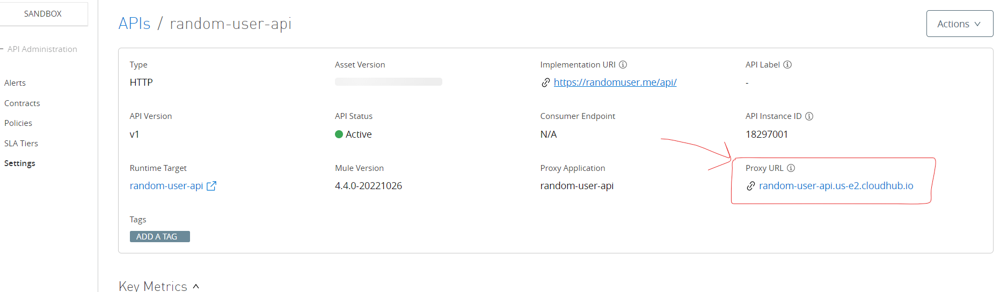 SANDBOX
API Administration
Alerts
Contracts
Policies
SLA Tiers
Settings
APIs / random-user-api
Actions
Type
HTTP
Asset Version
Implementation URI
https://randomuser.me/api/
API Label
-
API Version
v1
API Status
Active
Consumer Endpoint
N/A
API Instance ID
18297001
Runtime Target
random-user-api
Mule Version
4.4.0-20221026
Proxy Application
random-user-api
Proxy URL
random-user-api.us-e2.cloudhub.io
Tags
ADD A TAG
Key Metrics